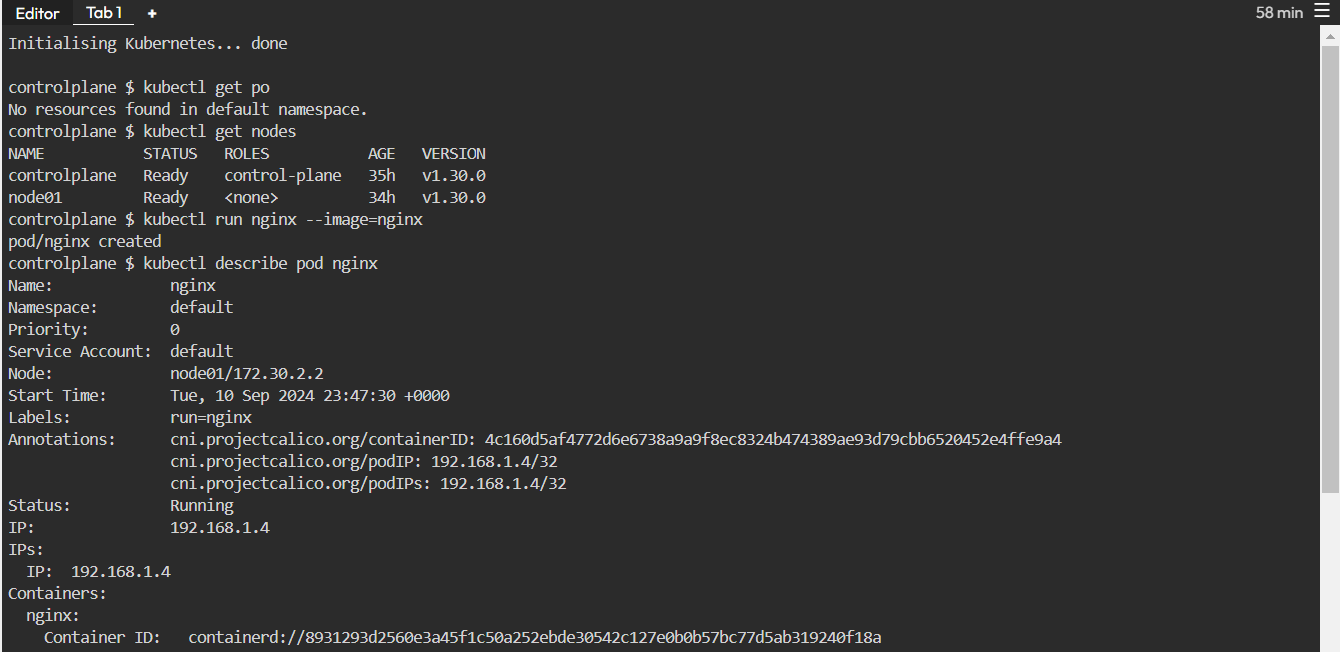 Editor Tab 1 + 58 min
Initialising Kubernetes... done
controlplane $ kubectl get po
No resources found in default namespace.
controlplane $ kubectl get nodes
NAME STATUS ROLES AGE VERSION
controlplane Ready control-plane 35h v1.30.0
node01 Ready <none> 34h v1.30.0
controlplane $ kubectl run nginx --image=nginx
pod/nginx created
controlplane $ kubectl describe pod nginx
Name: nginx
Namespace: default
Priority: 0
Service Account: default
Node: node01/172.30.2.2
Start Time: Tue, 10 Sep 2024 23:47:30 +0000
Labels: run=nginx
Annotations: cni.projectcalico.org/containerID: 4c160d5af4772d6e6738a9a9f8ec8324b474389ae93d79cbb6520452e4ffe9a4
cni.projectcalico.org/podIP: 192.168.1.4/32
cni.projectcalico.org/podIPs: 192.168.1.4/32
Status: Running
IP: 192.168.1.4
IPs:
IP: 192.168.1.4
Containers:
nginx:
Container ID: containerd://8931293d2560e3a45f1c50a252ebde30542c127e0b0b57bc77d5ab319240f18a